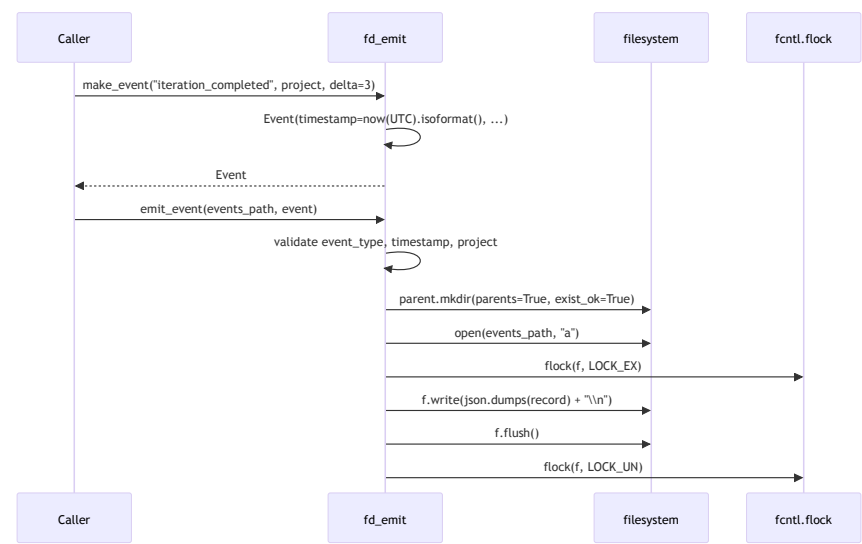 Caller
fd_emit
filesystem
fcntl.flock
make_event("iteration_completed", project, delta=3)
Event(timestamp=now(UTC).isoformat(), ...)
Event
emit_event(events_path, event)
validate event_type, timestamp, project
parent.mkdir(parents=True, exist_ok=True)
open(events_path, "a")
flock(f, LOCK_EX)
f.write(json.dumps(record) + "\\n")
f.flush()
flock(f, LOCK_UN)
Caller
fd_emit
filesystem
fcntl.flock